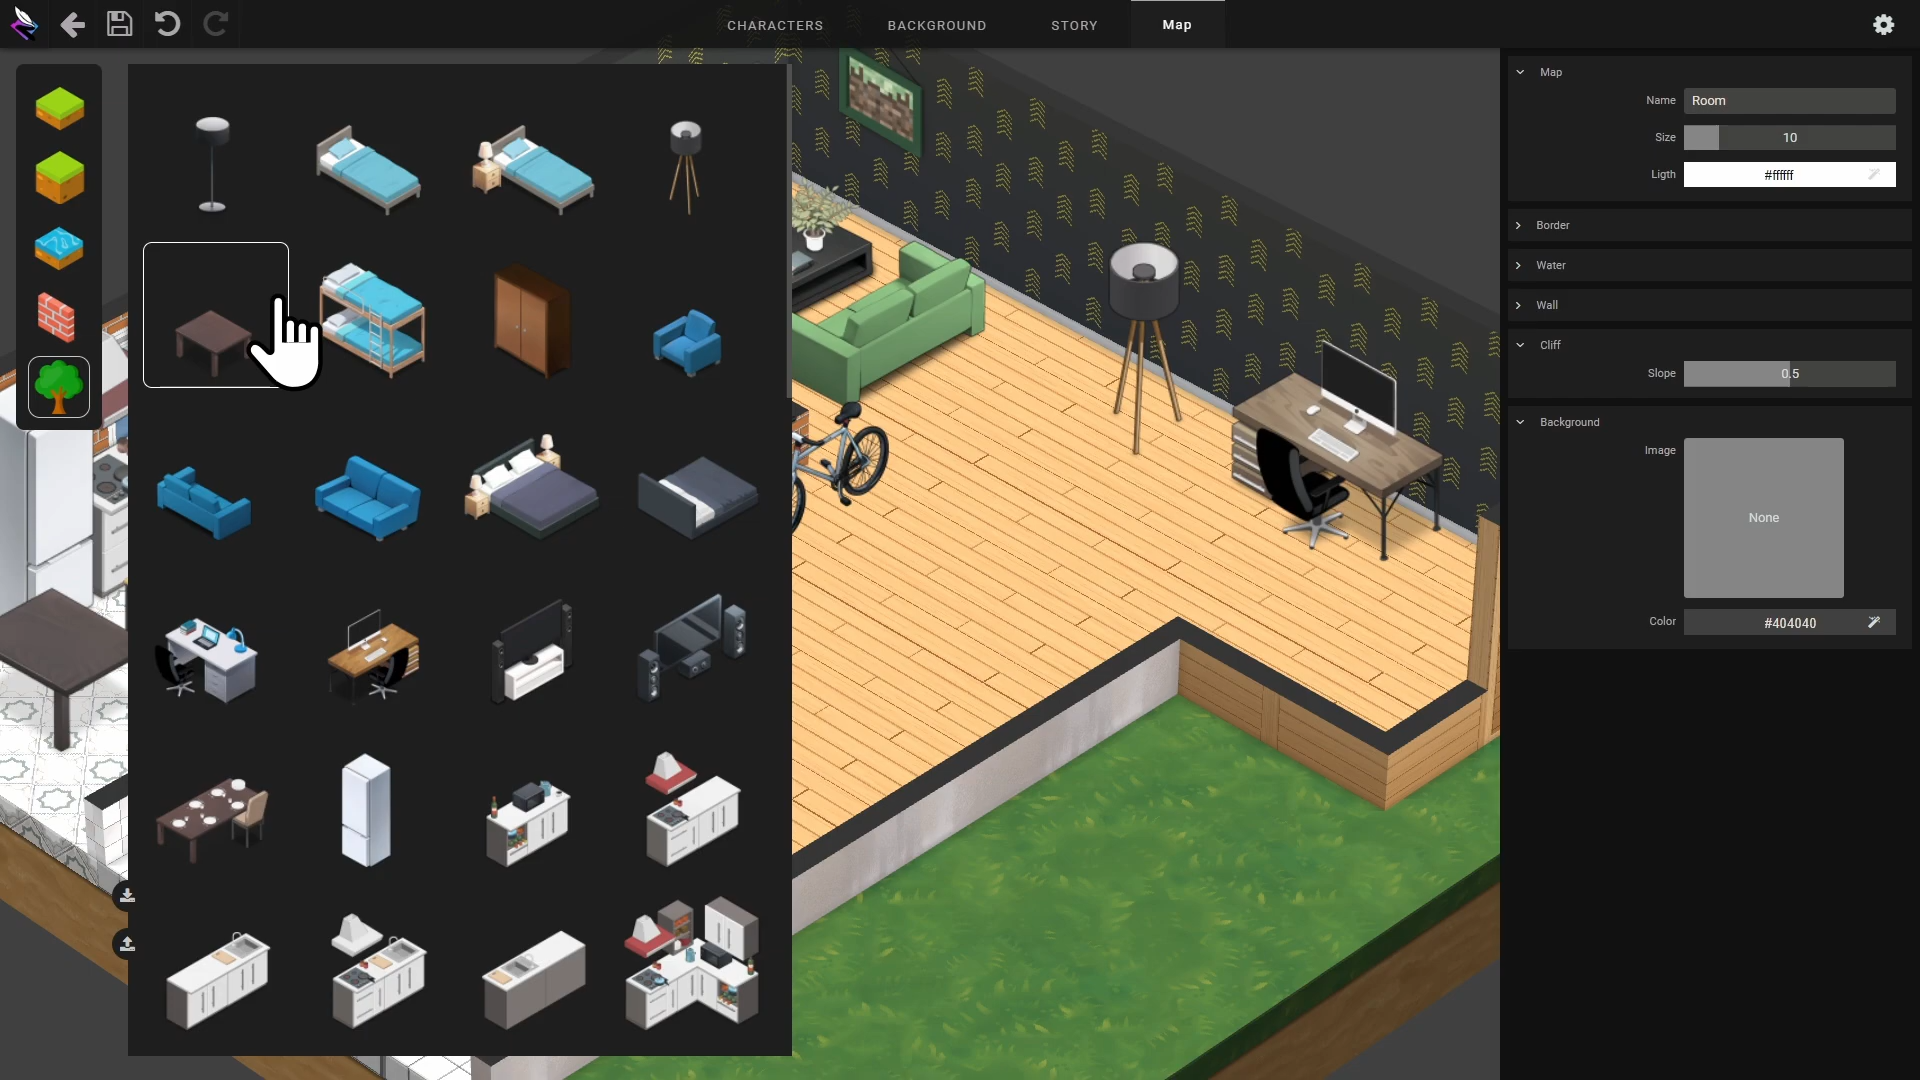 CHARACTERS
BACKGROUND
STORY
Map
Map
Name
Room
Size
10
Ligth
#ffffff
Border
Water
Wall
Cliff
Slope
0.5
Background
Image
None
Color
#404040